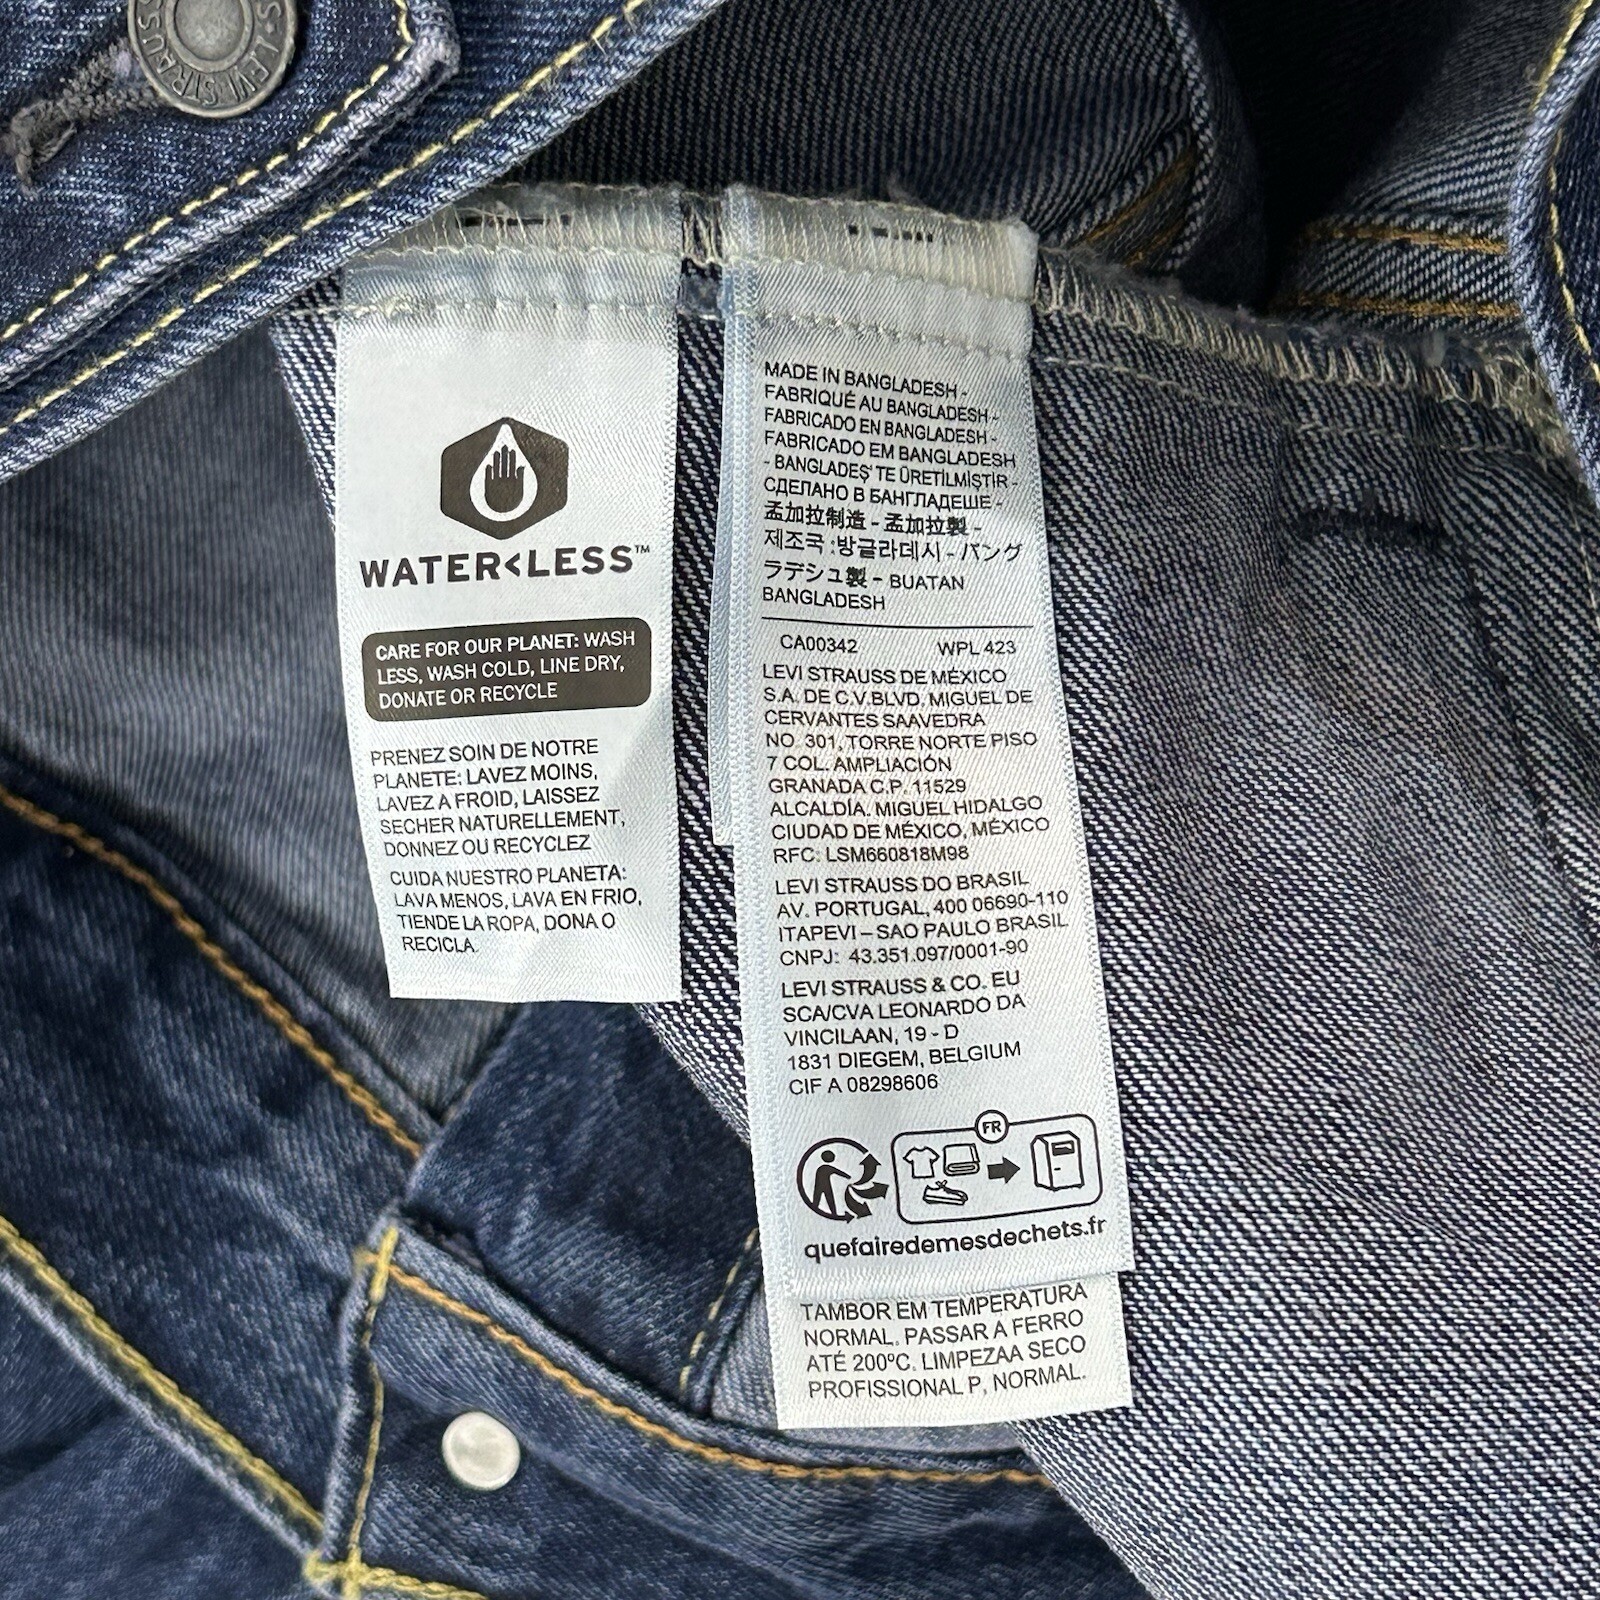 LEVI STRAUSS
WATER<LESS™
CARE FOR OUR PLANET: WASH
LESS, WASH COLD, LINE DRY,
DONATE OR RECYCLE
PRENEZ SOIN DE NOTRE
PLANETE: LAVEZ MOINS,
LAVEZ A FROID, LAISSEZ
SECHER NATURELLEMENT,
DONNEZ OU RECYCLEZ
CUIDA NUESTRO PLANETA:
LAVA MENOS, LAVA EN FRIO,
TIENDE LA ROPA, DONA O
RECICLA.
MADE IN BANGLADESH -
FABRIQUÉ AU BANGLADESH -
FABRICADO EN BANGLADESH -
FABRICADO EM BANGLADESH
- BANGLADEŞ' TE ÜRETİLMİŞTİR -
СДЕЛАНО В БАНГЛАДЕШЕ -
孟加拉制造 - 孟加拉製 -
제조국 :방글라데시 - バング
ラデシュ製 - BUATAN
BANGLADESH
CA00342 WPL 423
LEVI STRAUSS DE MÉXICO
S.A. DE C.V.BLVD. MIGUEL DE
CERVANTES SAAVEDRA
NO. 301, TORRE NORTE PISO
7 COL. AMPLIACIÓN
GRANADA C.P. 11529
ALCALDÍA. MIGUEL HIDALGO
CIUDAD DE MÉXICO, MÉXICO
RFC: LSM660818M98
LEVI STRAUSS DO BRASIL
AV. PORTUGAL, 400 06690-110
ITAPEVI – SAO PAULO BRASIL
CNPJ: 43.351.097/0001-90
LEVI STRAUSS & CO. EU
SCA/CVA LEONARDO DA
VINCILAAN, 19 - D
1831 DIEGEM, BELGIUM
CIF A 08298606
FR
quefairedemesdechets.fr
TAMBOR EM TEMPERATURA
NORMAL. PASSAR A FERRO
ATÉ 200ºC. LIMPEZAA SECO
PROFISSIONAL P, NORMAL.